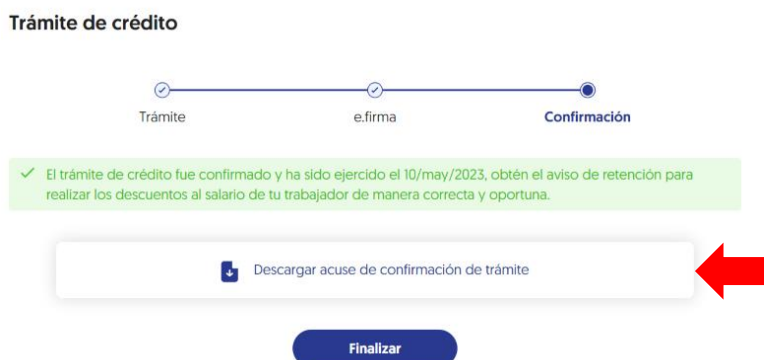 Trámite de crédito
Trámite
e.firma
Confirmación
El trámite de crédito fue confirmado y ha sido ejercido el 10/may/2023, obtén el aviso de retención para
realizar los descuentos al salario de tu trabajador de manera correcta y oportuna.
Descargar acuse de confirmación de trámite
Finalizar